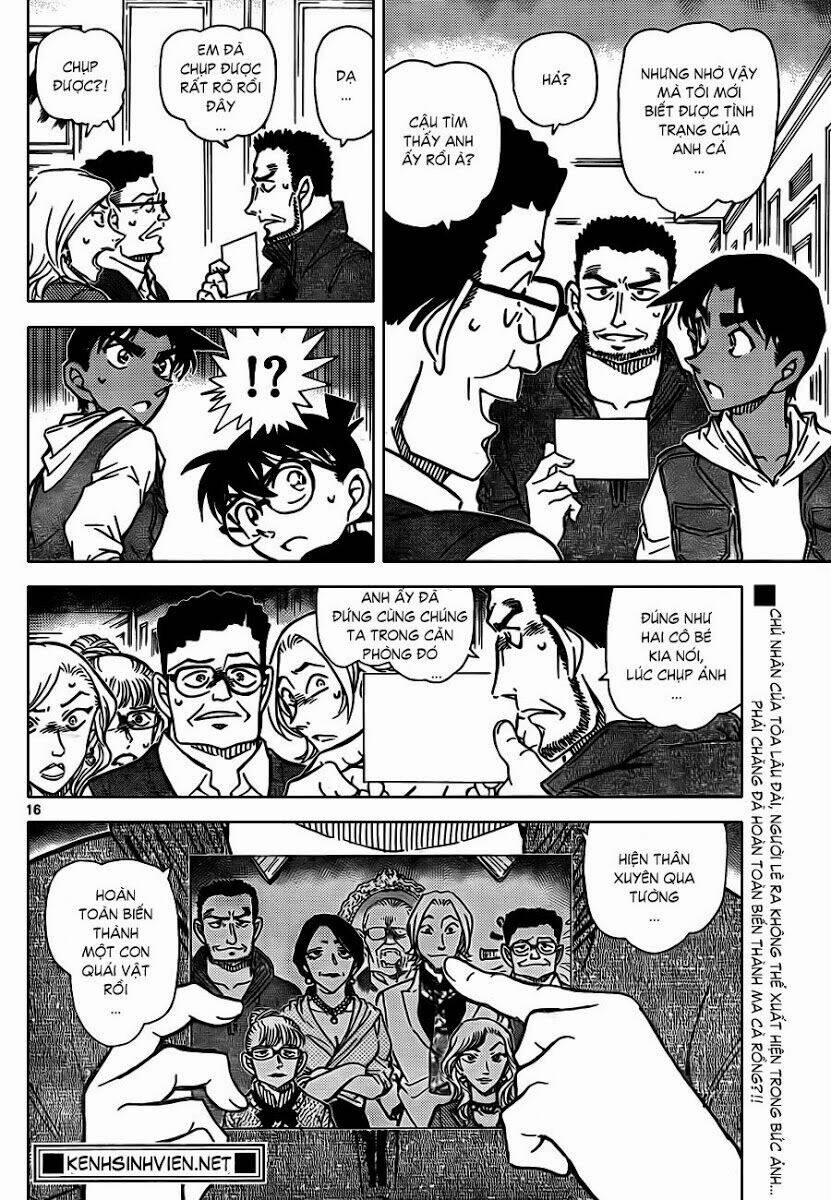 NHƯNG NHỜ VẬY
MÀ TÔI MỚI
BIẾT ĐƯỢC TÌNH
TRẠNG CỦA
ANH CẢ
...
HẢ?
CẬU TÌM
THẤY ANH
ẤY RỒI À?
DẠ
...
EM ĐÃ
CHỤP ĐƯỢC
RẤT RÕ RỒI
ĐÂY
...
CHỤP
ĐƯỢC?!
!?
ĐÚNG NHƯ
HAI CÔ BÉ
KIA NÓI,
LÚC CHỤP ẢNH
...
ANH ẤY ĐÃ
ĐỨNG CÙNG CHÚNG
TA TRONG CĂN
PHÒNG ĐÓ
...
16
HIỆN THÂN
XUYÊN QUA
TƯỜNG
...
HOÀN
TOÀN BIẾN
THÀNH
MỘT CON
QUÁI VẬT
RỒI
...
CHỦ NHÂN CỦA TÒA LÂU ĐÀI, NGƯỜI LẼ RA KHÔNG THỂ XUẤT HIỆN TRONG BỨC ẢNH...
PHẢI CHĂNG ĐÃ HOÀN TOÀN BIẾN THÀNH MA CÀ RỒNG?!!
KENHSINHVIEN.NET